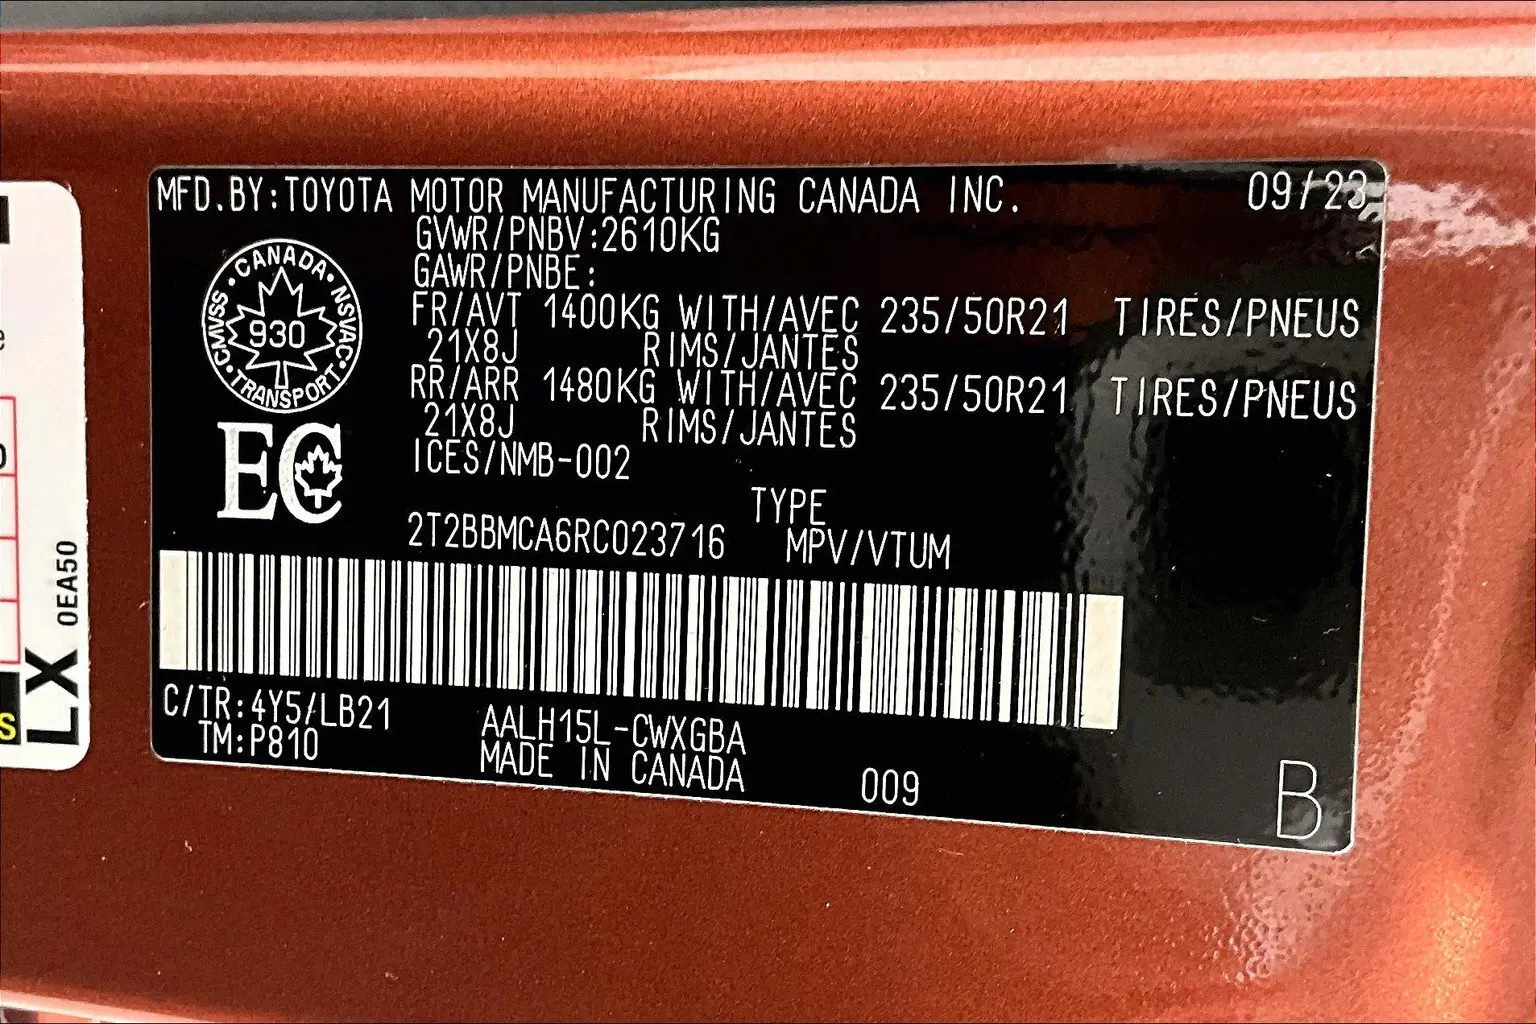 MFD.BY:TOYOTA MOTOR MANUFACTURING CANADA INC. 09/23
GVWR/PNBV:2610KG
GAWR/PNBE:
FR/AVT 1400KG WITH/AVEC 235/50R21 TIRES/PNEUS
21X8J RIMS/JANTES
RR/ARR 1480KG WITH/AVEC 235/50R21 TIRES/PNEUS
21X8J RIMS/JANTES
ICES/NMB-002
CANADA • NSVAC • TRANSPORT • CMVSS •
930
EC
TYPE
2T2BBMCA6RC023716 MPV/VTUM
C/TR:4Y5/LB21 AALH15L-CWXGBA
TM:P810 MADE IN CANADA 009 B
LX
0EA50